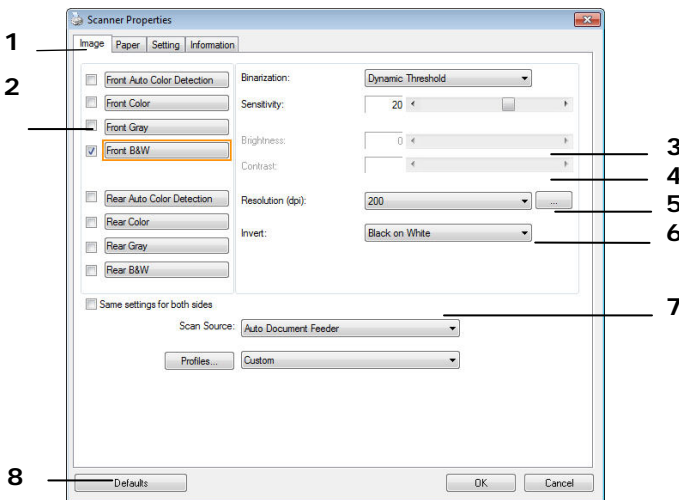 Scanner Properties
1
Image Paper Setting Information
2
Front Auto Color Detection
Front Color
Front Gray
Front B&W
Rear Auto Color Detection
Rear Color
Rear Gray
Rear B&W
Binarization: Dynamic Threshold
Sensitivity: 20
Brightness: 0
Contrast:
Resolution (dpi): 200 ...
Invert: Black on White
3
4
5
6
Same settings for both sides
7
Scan Source: Auto Document Feeder
Profiles... Custom
8
Defaults OK Cancel